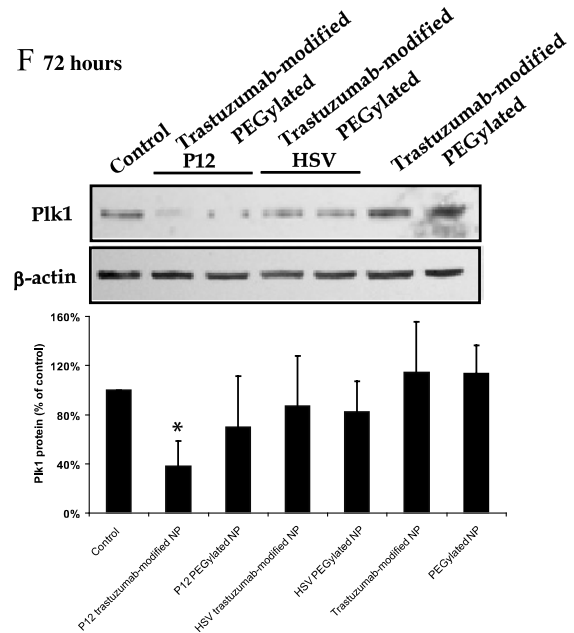 F 72 hours
Control
Trastuzumab-modified
PEGylated
Trastuzumab-modified
PEGylated
Trastuzumab-modified
PEGylated
P12
HSV
Plk1
β-actin
Plk1 protein (% of control)
160%
120%
80%
40%
0%
*
Control
P12 trastuzumab-modified NP
P12 PEGylated NP
HSV trastuzumab-modified NP
HSV PEGylated NP
Trastuzumab-modified NP
PEGylated NP